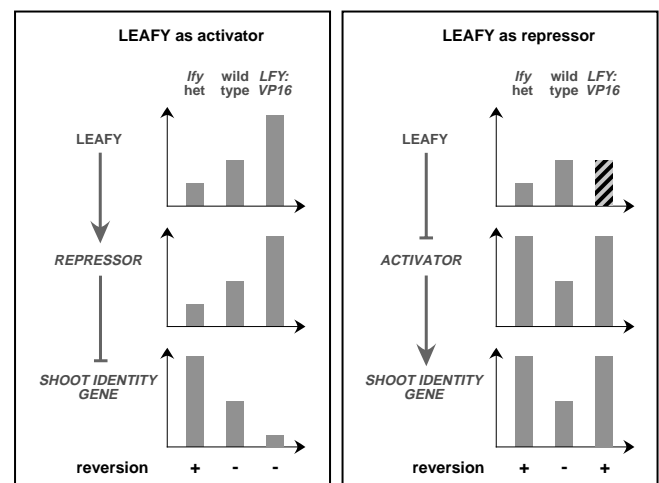 LEAFY as activator
lfy wild LFY:
het type VP16
LEAFY
REPRESSOR
SHOOT IDENTITY
GENE
reversion + - -
LEAFY as repressor
lfy wild LFY:
het type VP16
LEAFY
ACTIVATOR
SHOOT IDENTITY
GENE
reversion + - +